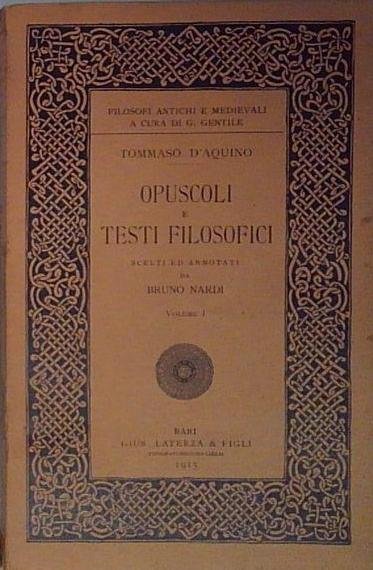 FILOSOFI ANTICHI E MEDIEVALI
A CURA DI G. GENTILE
TOMMASO D'AQUINO
OPUSCOLI
E
TESTI FILOSOFICI
SCELTI ED ANNOTATI
DA
BRUNO NARDI
VOLUME I
BARI
GIUS. LATERZA & FIGLI
1915